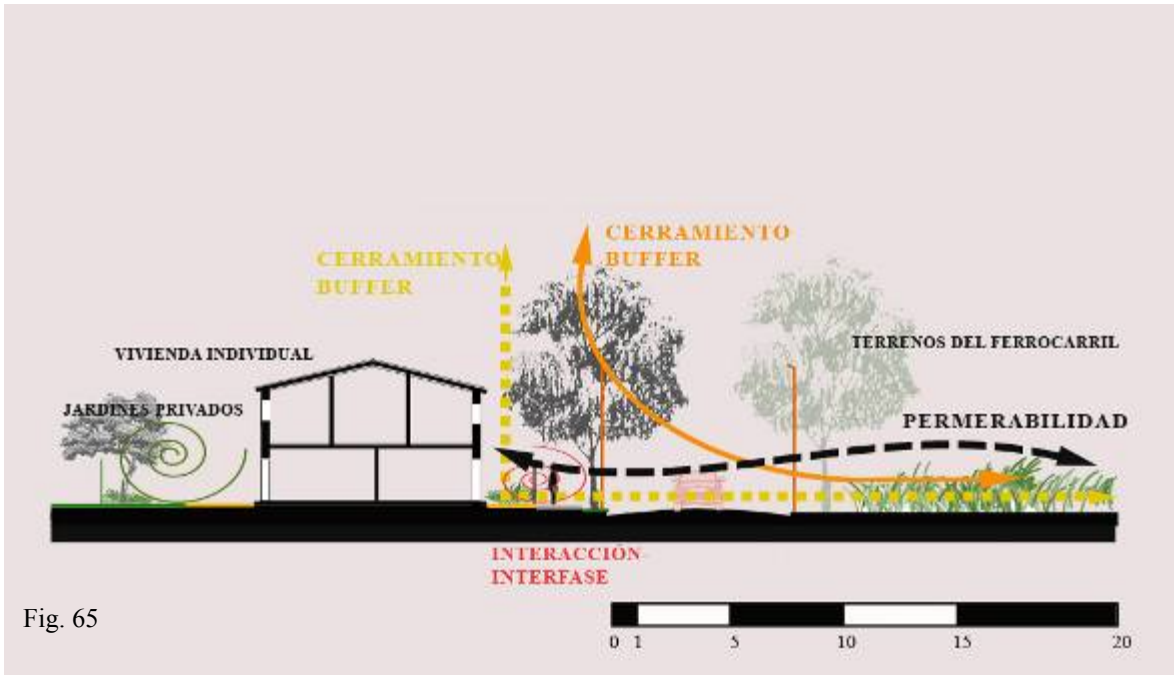 CERRAMIENTO
BUFFER
CERRAMIENTO
BUFFER
VIVIENDA INDIVIDUAL
TERRENOS DEL FERROCARRIL
JARDINES PRIVADOS
PERMERABILIDAD
INTERACCIÓN-
INTERFASE
Fig. 65
0 1 5 10 15 20